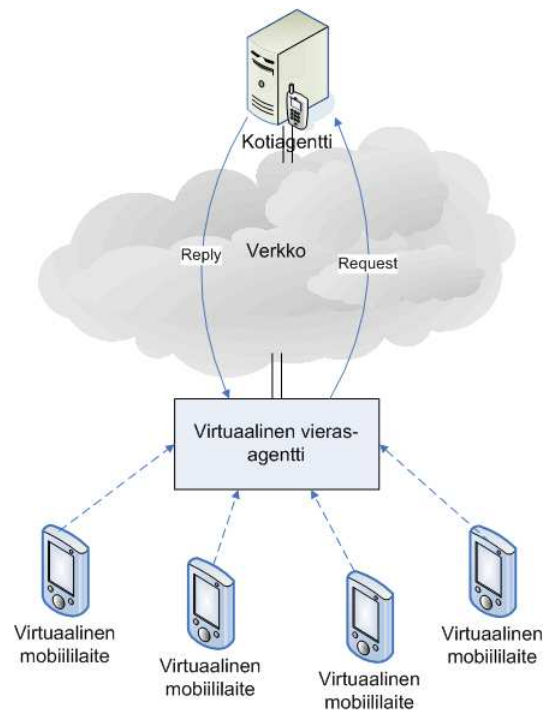 Kotiagentti
Verkko
Reply
Request
Virtuaalinen vieras-
agentti
Virtuaalinen
mobiililaite
Virtuaalinen
mobiililaite
Virtuaalinen
mobiililaite
Virtuaalinen
mobiililaite